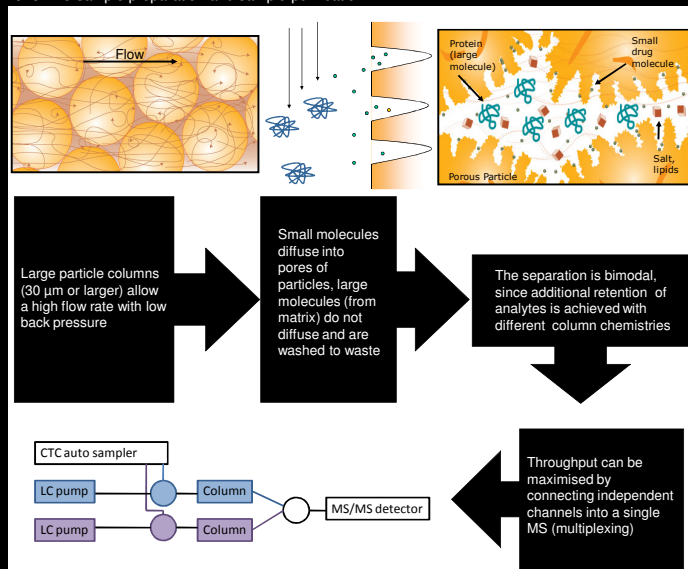 Flow
Protein
(large
molecule)
Small
drug
molecule
Salt,
lipids
Porous Particle
Large particle columns
(30 µm or larger) allow
a high flow rate with low
back pressure
Small molecules
diffuse into
pores of
particles, large
molecules (from
matrix) do not
diffuse and are
washed to waste
The separation is bimodal,
since additional retention of
analytes is achieved with
different column chemistries
Throughput can be
maximised by
connecting independent
channels into a single
MS (multiplexing)
CTC auto sampler
LC pump
Column
MS/MS detector
LC pump
Column